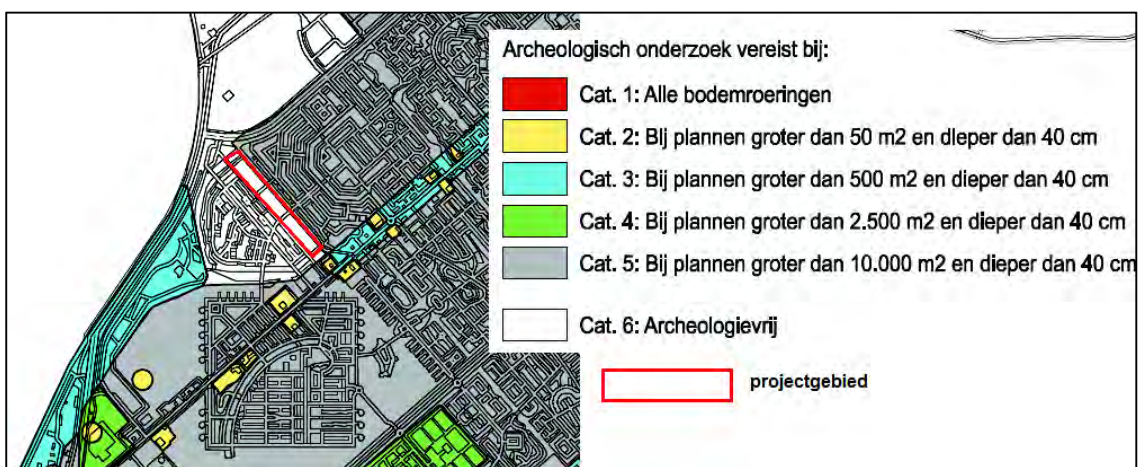 Archeologisch onderzoek vereist bij:
Cat. 1: Alle bodemroeringen
Cat. 2: Bij plannen groter dan 50 m2 en dieper dan 40 cm
Cat. 3: Bij plannen groter dan 500 m2 en dieper dan 40 cm
Cat. 4: Bij plannen groter dan 2.500 m2 en dieper dan 40 cm
Cat. 5: Bij plannen groter dan 10.000 m2 en dieper dan 40 cm
Cat. 6: Archeologievrij
projectgebied